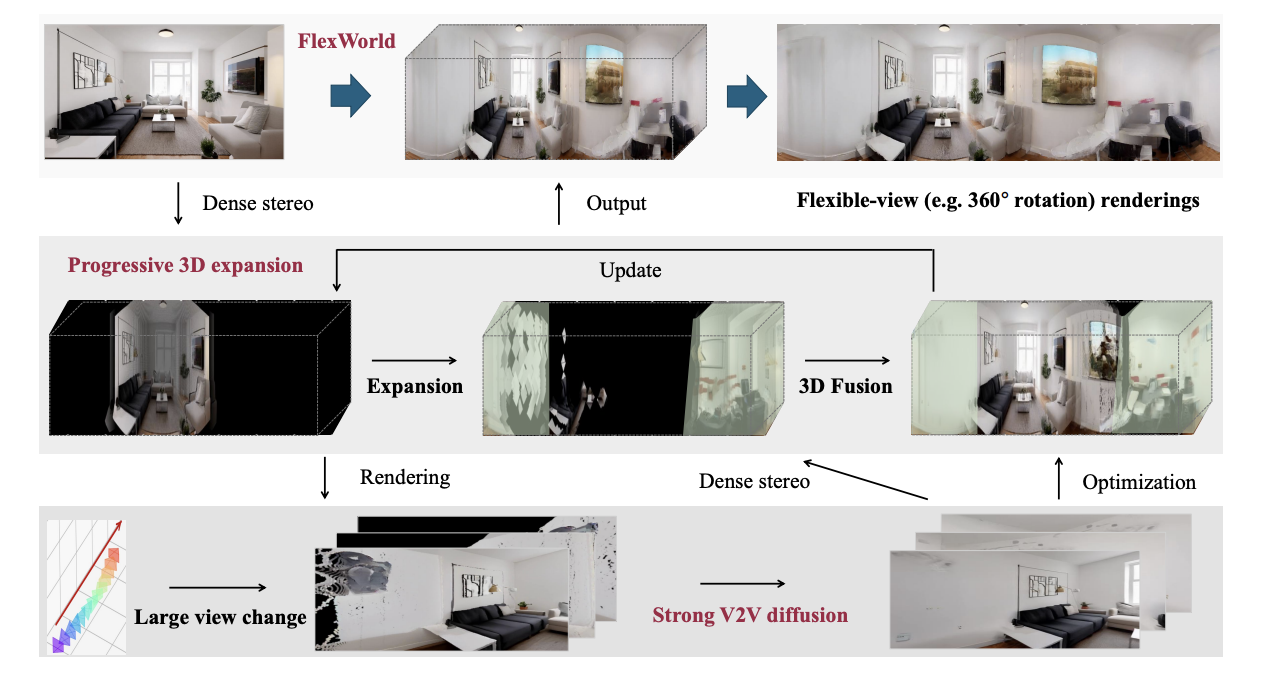 FlexWorld
Dense stereo
Output
Flexible-view (e.g. 360° rotation) renderings
Progressive 3D expansion
Update
Expansion
3D Fusion
Rendering
Dense stereo
Optimization
Large view change
Strong V2V diffusion